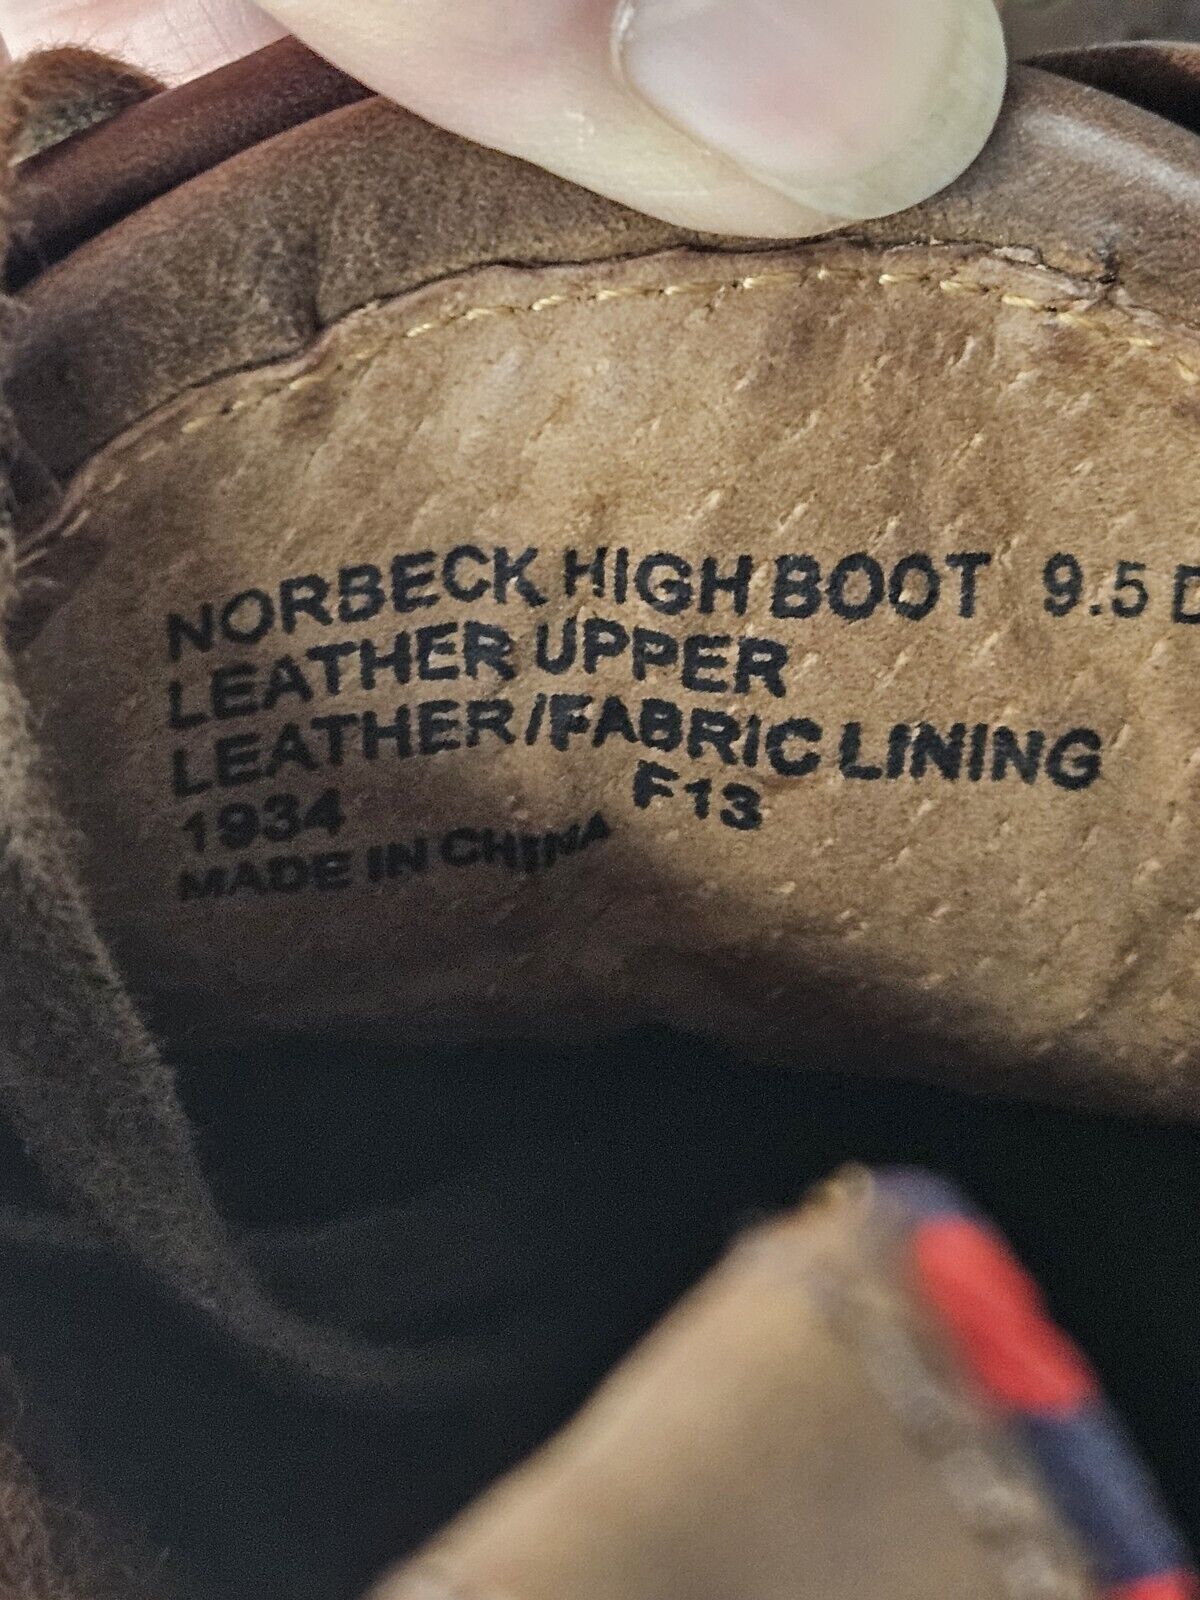 NORBECK HIGH BOOT 9.5 D
LEATHER UPPER
LEATHER/FABRIC LINING
1934 F13
MADE IN CHINA